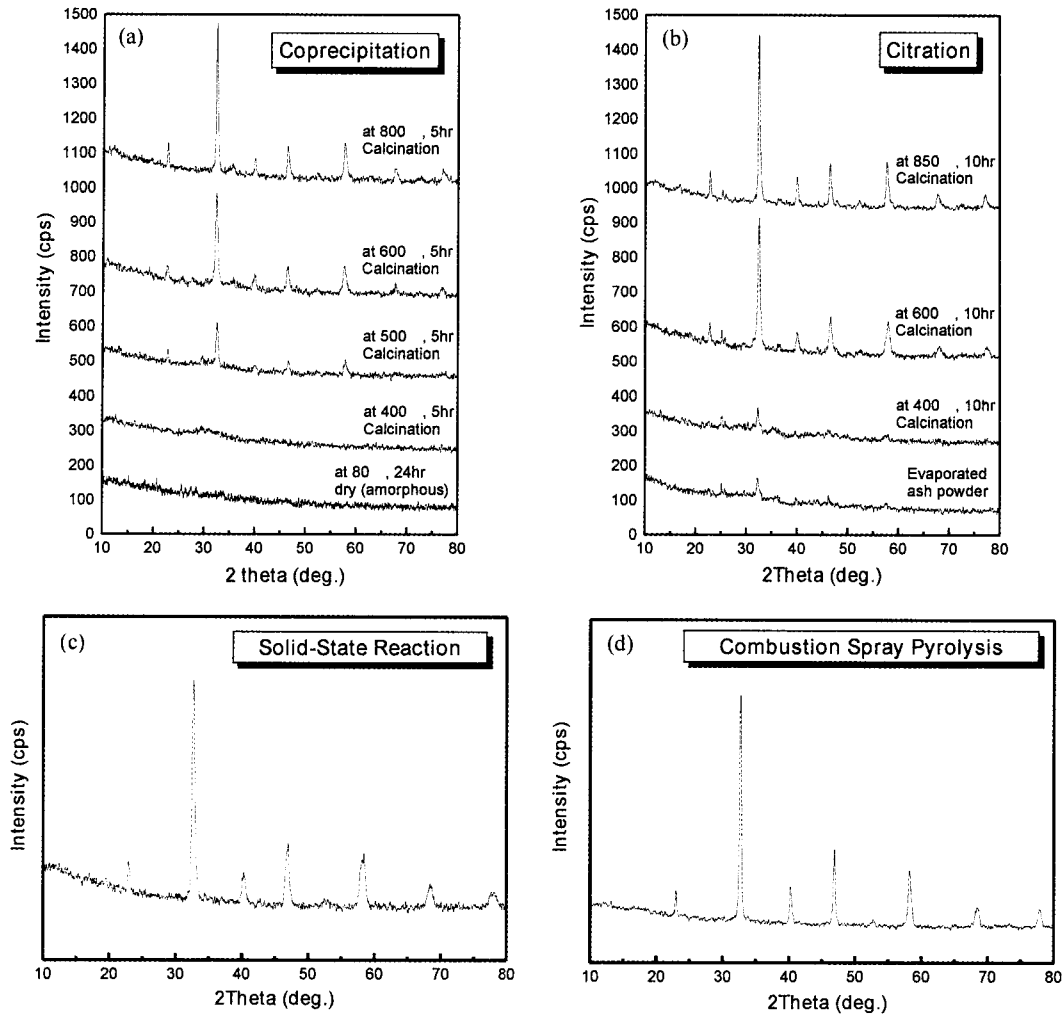 (a)
Coprecipitation
1500
1400
1300
1200
1100
1000
900
800
700
600
500
400
300
200
100
0
Intensity (cps)
at 800 , 5hr
Calcination
at 600 , 5hr
Calcination
at 500 , 5hr
Calcination
at 400 , 5hr
Calcination
at 80 , 24hr
dry (amorphous)
10 20 30 40 50 60 70 80
2 theta (deg.)
(b)
Citration
1500
1400
1300
1200
1100
1000
900
800
700
600
500
400
300
200
100
0
Intensity (cps)
at 850 , 10hr
Calcination
at 600 , 10hr
Calcination
at 400 , 10hr
Calcination
Evaporated
ash powder
10 20 30 40 50 60 70 80
2Theta (deg.)
(c)
Solid-State Reaction
Intensity (cps)
10 20 30 40 50 60 70 80
2Theta (deg.)
(d)
Combustion Spray Pyrolysis
Intensity (cps)
10 20 30 40 50 60 70 80
2Theta (deg.)